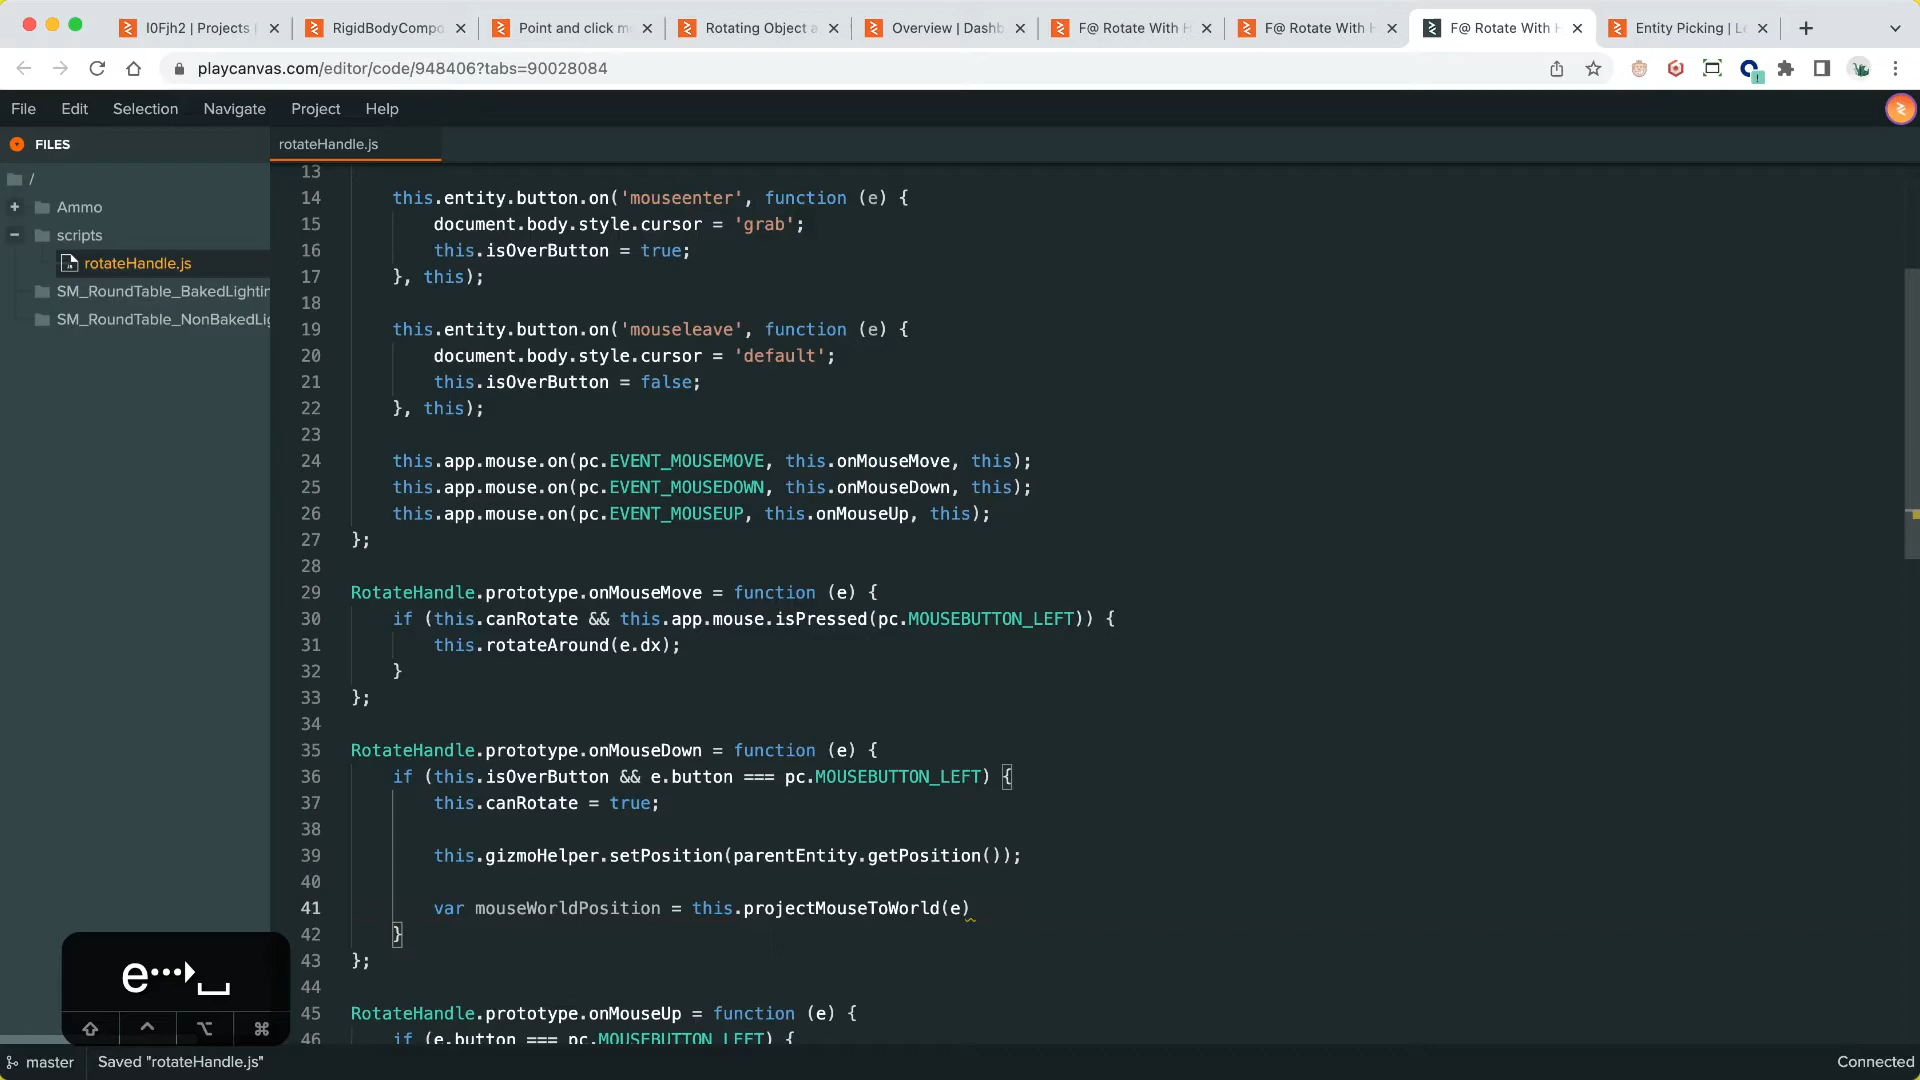 I0Fjh2 | Projects
RigidBodyCompo
Point and click m
Rotating Object a
Overview | Dashb
F@ Rotate With H
F@ Rotate With H
F@ Rotate With H
Entity Picking | Le
playcanvas.com/editor/code/948406?tabs=90028084
File Edit Selection Navigate Project Help
FILES
rotateHandle.js
/
Ammo
scripts
rotateHandle.js
SM_RoundTable_BakedLightin
SM_RoundTable_NonBakedLig
13
14 this.entity.button.on('mouseenter', function (e) {
15 document.body.style.cursor = 'grab';
16 this.isOverButton = true;
17 }, this);
18
19 this.entity.button.on('mouseleave', function (e) {
20 document.body.style.cursor = 'default';
21 this.isOverButton = false;
22 }, this);
23
24 this.app.mouse.on(pc.EVENT_MOUSEMOVE, this.onMouseMove, this);
25 this.app.mouse.on(pc.EVENT_MOUSEDOWN, this.onMouseDown, this);
26 this.app.mouse.on(pc.EVENT_MOUSEUP, this.onMouseUp, this);
27 };
28
29 RotateHandle.prototype.onMouseMove = function (e) {
30 if (this.canRotate && this.app.mouse.isPressed(pc.MOUSEBUTTON_LEFT)) {
31 this.rotateAround(e.dx);
32 }
33 };
34
35 RotateHandle.prototype.onMouseDown = function (e) {
36 if (this.isOverButton && e.button === pc.MOUSEBUTTON_LEFT) {
37 this.canRotate = true;
38
39 this.gizmoHelper.setPosition(parentEntity.getPosition());
40
41 var mouseWorldPosition = this.projectMouseToWorld(e)
42 }
43 };
44
45 RotateHandle.prototype.onMouseUp = function (e) {
46 if (e.button === pc.MOUSEBUTTON_LEFT) {
e
master
Saved "rotateHandle.js"
Connected